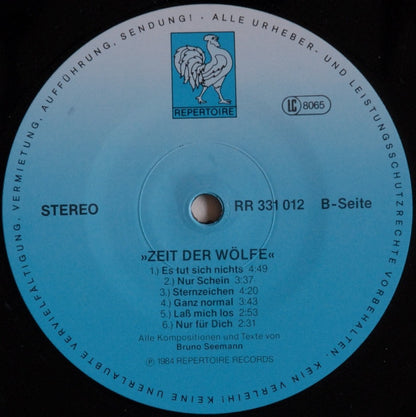 KEIN VERLEIH! KEINE UNERLAUBTE VERVIELFÄLTIGUNG, VERMIETUNG, AUFFÜHRUNG, SENDUNG! - ALLE URHEBER- UND LEISTUNGSSCHUTZRECHTE VORBEHALTEN.
REPERTOIRE
LC 8065
STEREO
RR 331 012 B-Seite
»ZEIT DER WÖLFE«
1.) Es tut sich nichts 4:49
2.) Nur Schein 3:37
3.) Sternzeichen 4:20
4.) Ganz normal 3:43
5.) Laß mich los 2:53
6.) Nur für Dich 2:31
Alle Kompositionen und Texte von
Bruno Seemann
Ⓟ 1984 REPERTOIRE RECORDS